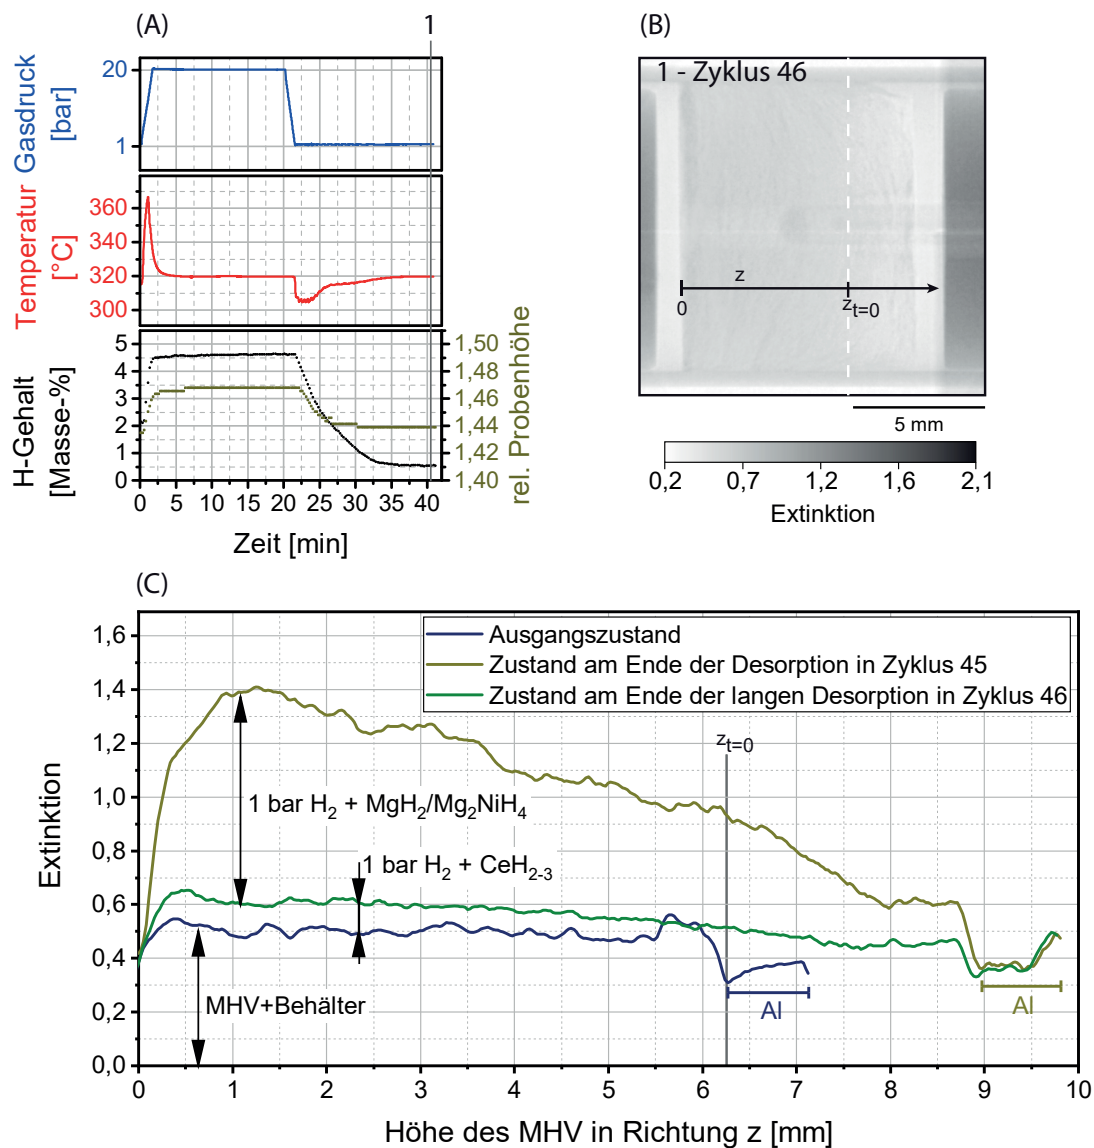 (A)
1
Gasdruck
[bar]
20
1
Temperatur
[°C]
360
340
320
300
H-Gehalt
[Masse-%]
5
4
3
2
1
0
1,50
1,48
1,46
1,44
1,42
1,40
rel. Probenhöhe
0 5 10 15 20 25 30 35 40
Zeit [min]
(B)
1 - Zyklus 46
z
0
z_{t=0}
5 mm
0,2 0,7 1,2 1,6 2,1
Extinktion
(C)
Extinktion
1,6
1,4
1,2
1,0
0,8
0,6
0,4
0,2
0,0
Ausgangszustand
Zustand am Ende der Desorption in Zyklus 45
Zustand am Ende der langen Desorption in Zyklus 46
z_{t=0}
1 bar H₂ + MgH₂/Mg₂NiH₄
1 bar H₂ + CeH₂₋₃
MHV+Behälter
Al
Al
0 1 2 3 4 5 6 7 8 9 10
Höhe des MHV in Richtung z [mm]